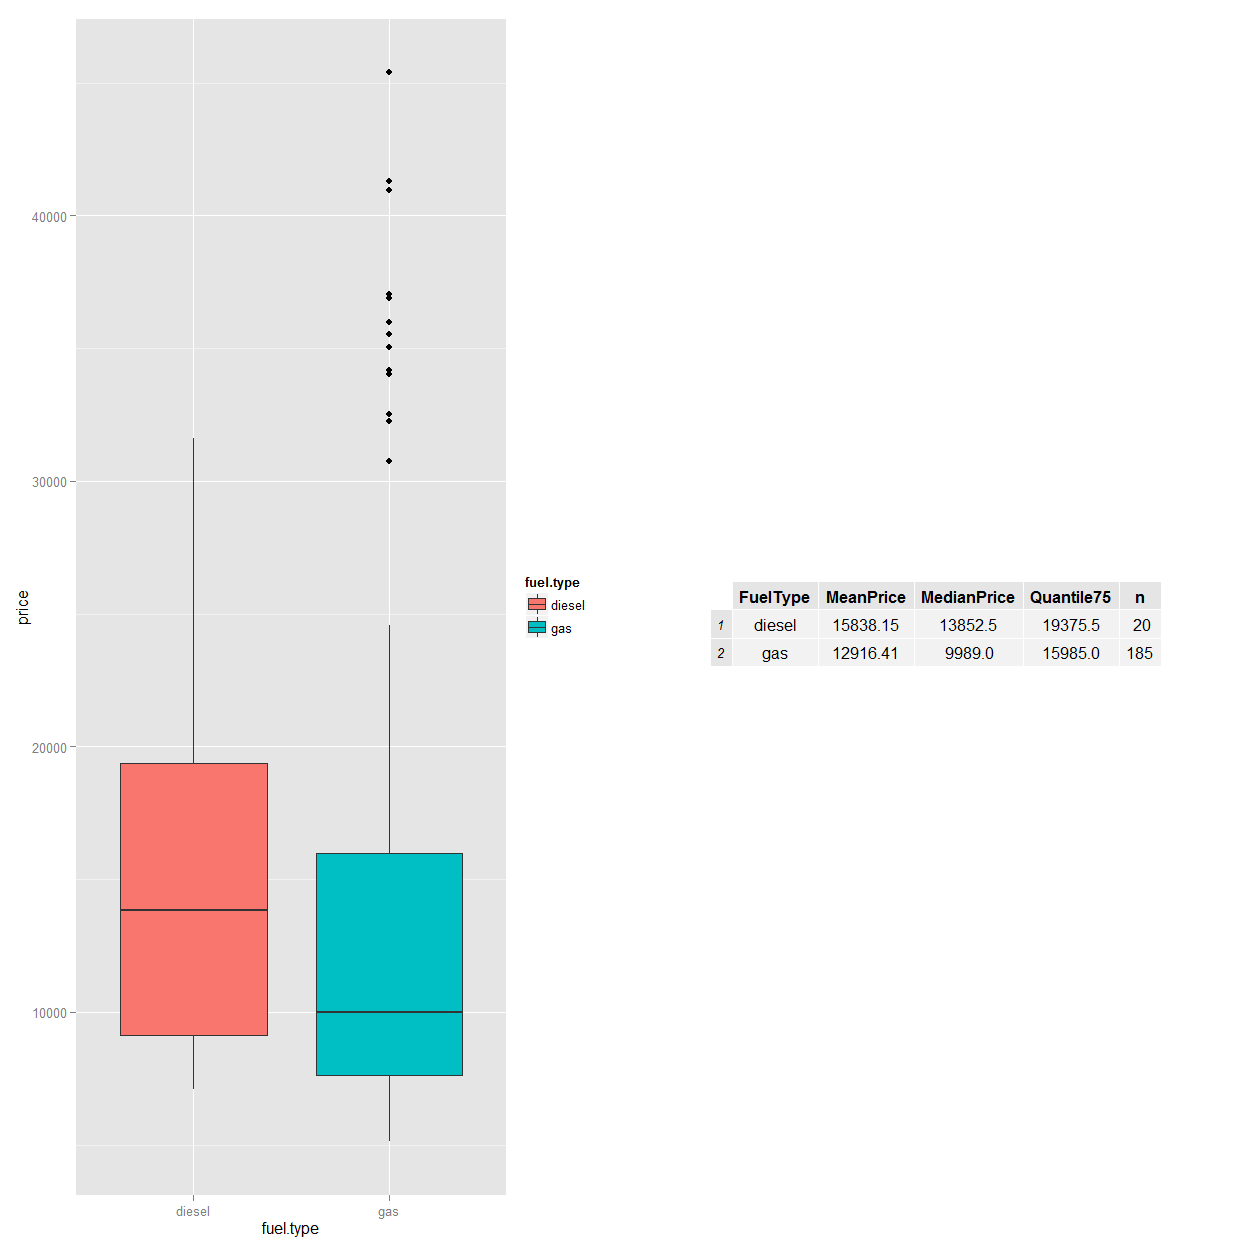 40000
30000
20000
10000
price
diesel
gas
fuel.type
fuel.type
diesel
gas
FuelType MeanPrice MedianPrice Quantile75 n
1 diesel 15838.15 13852.5 19375.5 20
2 gas 12916.41 9989.0 15985.0 185